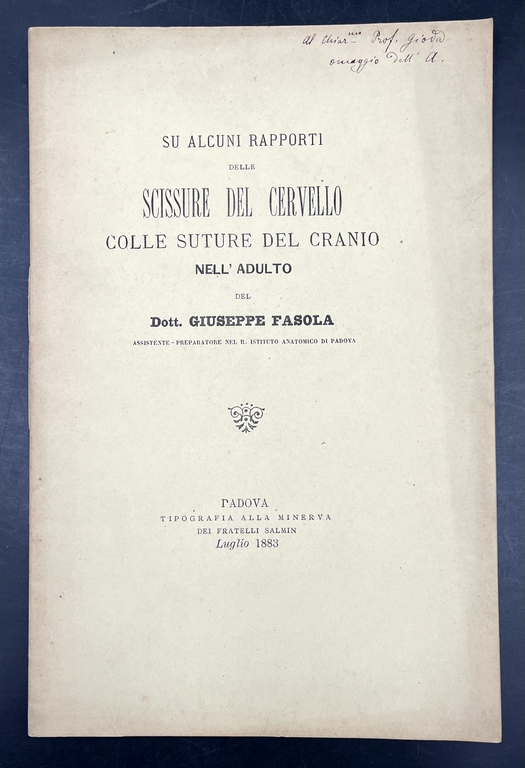 Al Chiar.mo Prof. Gioda
omaggio dell' A.
SU ALCUNI RAPPORTI
DELLE
SCISSURE DEL CERVELLO
COLLE SUTURE DEL CRANIO
NELL' ADULTO
DEL
Dott. GIUSEPPE FASOLA
ASSISTENTE-PREPARATORE NEL R. ISTITUTO ANATOMICO DI PADOVA
PADOVA
TIPOGRAFIA ALLA MINERVA
DEI FRATELLI SALMIN
Luglio 1883